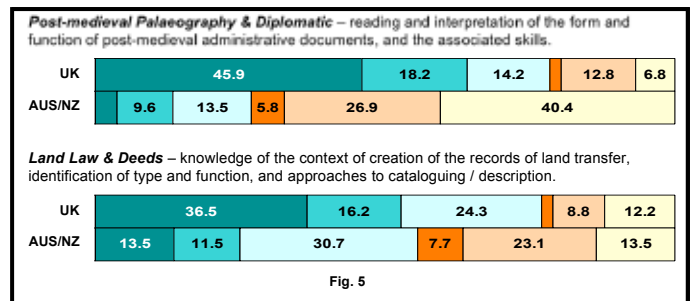 Post-medieval Palaeography & Diplomatic – reading and interpretation of the form and
function of post-medieval administrative documents, and the associated skills.
UK 45.9 18.2 14.2 12.8 6.8
AUS/NZ 9.6 13.5 5.8 26.9 40.4
Land Law & Deeds – knowledge of the context of creation of the records of land transfer,
identification of type and function, and approaches to cataloguing / description.
UK 36.5 16.2 24.3 8.8 12.2
AUS/NZ 13.5 11.5 30.7 7.7 23.1 13.5
Fig. 5